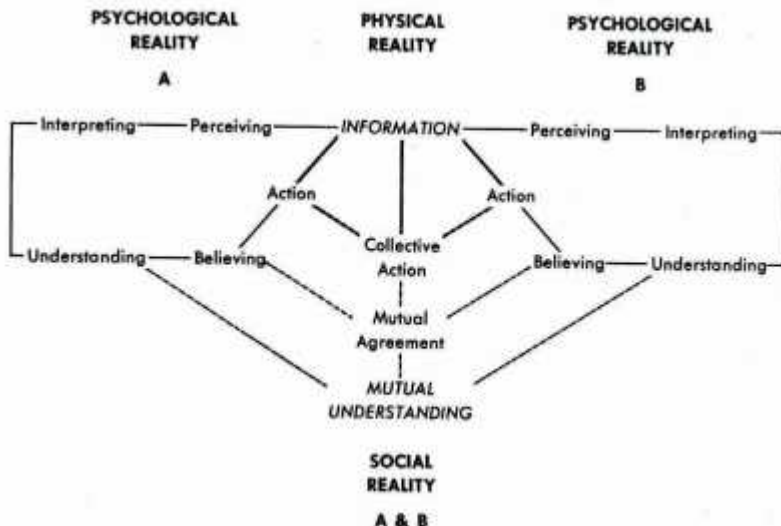 PSYCHOLOGICAL PHYSICAL PSYCHOLOGICAL
REALITY REALITY REALITY
A B
Interpreting Perceiving INFORMATION Perceiving Interpreting
Action Action
Collective
Understanding Believing Action Believing Understanding
Mutual
Agreement
MUTUAL
UNDERSTANDING
SOCIAL
REALITY
A & B